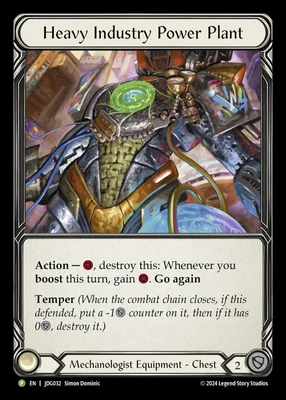 Heavy Industry Power Plant
Action — , destroy this: Whenever you
boost this turn, gain . Go again
Temper (When the combat chain closes, if this
defended, put a -1 counter on it, then if it has
0 , destroy it.)
Mechanologist Equipment - Chest 2
P EN | JDG032 Simon Dominic ©2024 Legend Story Studios